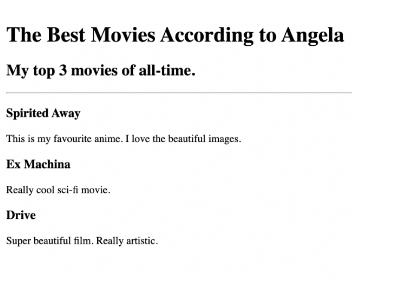 The Best Movies According to Angela
My top 3 movies of all-time.
Spirited Away
This is my favourite anime. I love the beautiful images.
Ex Machina
Really cool sci-fi movie.
Drive
Super beautiful film. Really artistic.